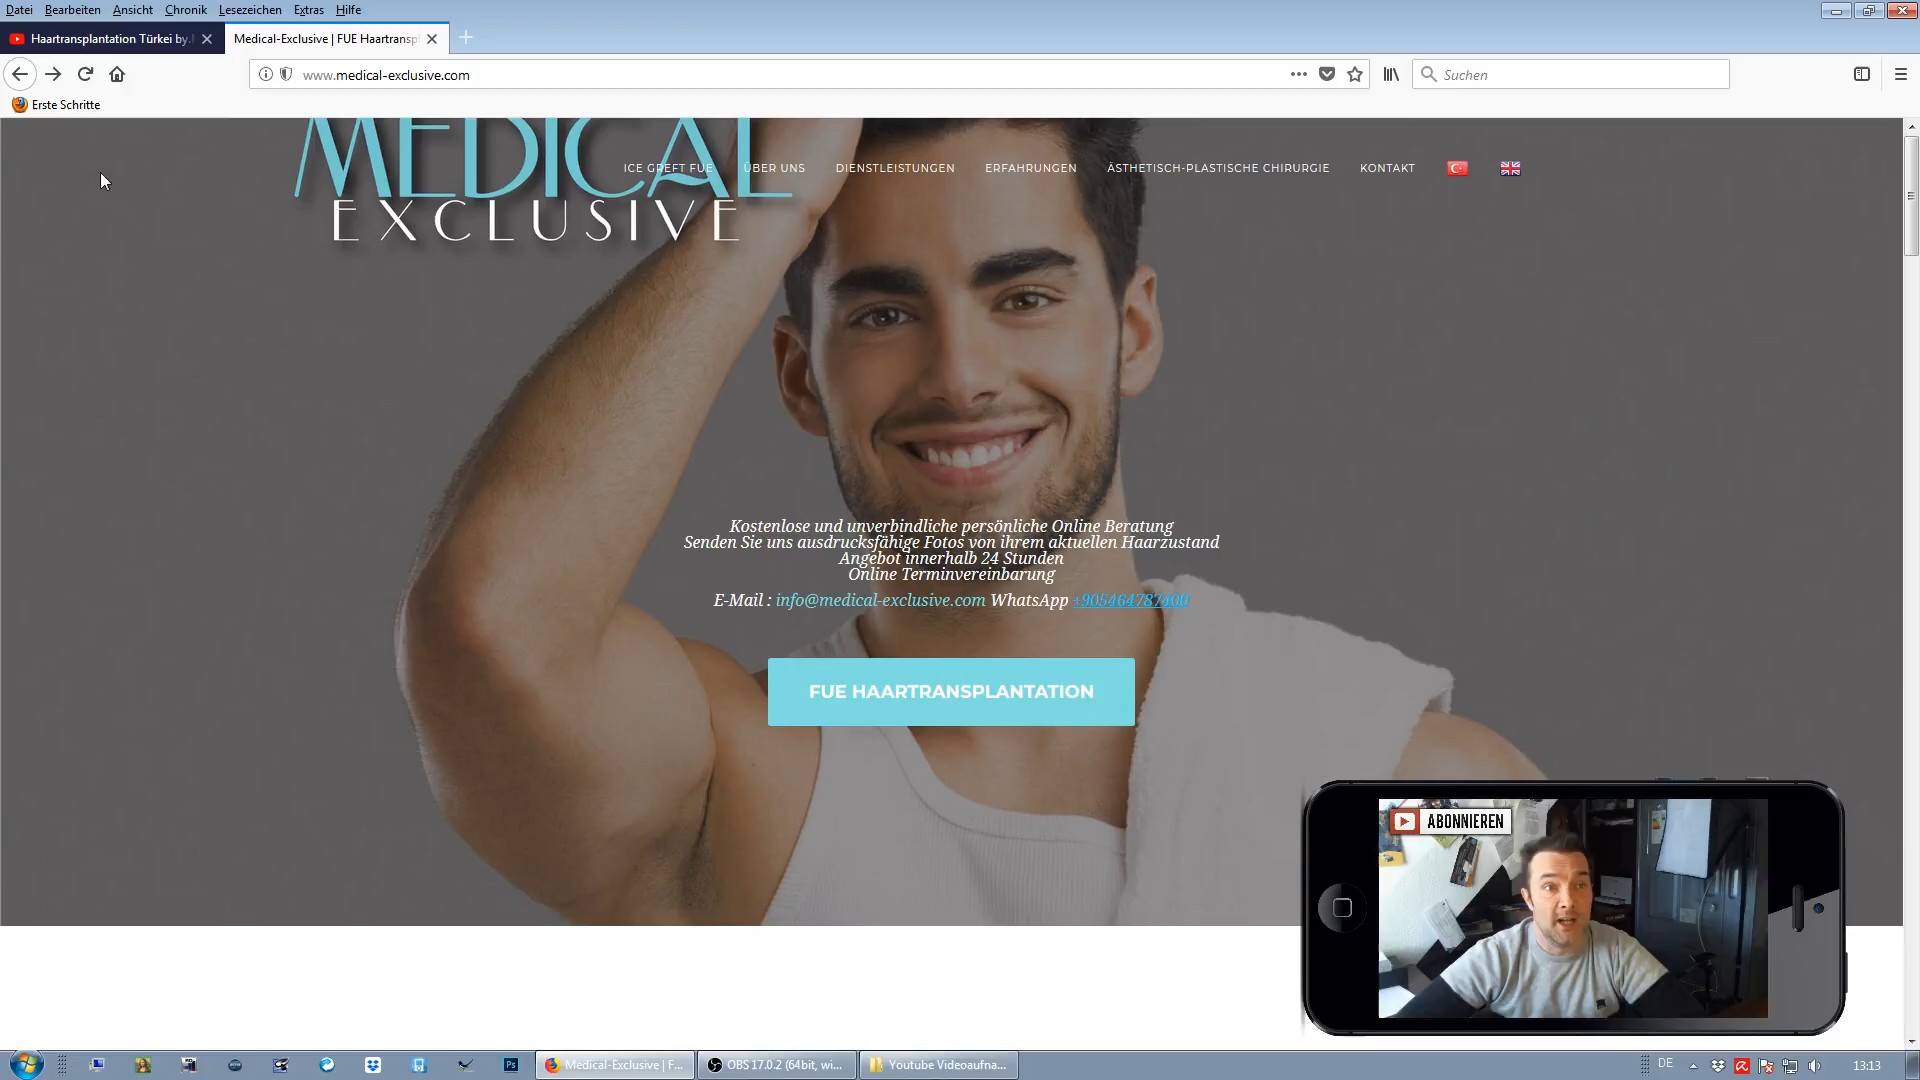 Datei Bearbeiten Ansicht Chronik Lesezeichen Extras Hilfe
Haartransplantation Türkei by.
Medical-Exclusive | FUE Haartransp
www.medical-exclusive.com
Suchen
Erste Schritte
MEDICAL
EXCLUSIVE
ICE GREFT FUE ÜBER UNS DIENSTLEISTUNGEN ERFAHRUNGEN ÄSTHETISCH-PLASTISCHE CHIRURGIE KONTAKT
Kostenlose und unverbindliche persönliche Online Beratung
Senden Sie uns ausdrucksfähige Fotos von ihrem aktuellen Haarzustand
Angebot innerhalb 24 Stunden
Online Terminvereinbarung
E-Mail : info@medical-exclusive.com WhatsApp +905464787400
FUE HAARTRANSPLANTATION
ABONNIEREN
Medical-Exclusive | F...
OBS 17.0.2 (64bit, wi...
Youtube Videoaufna...
DE
13:13